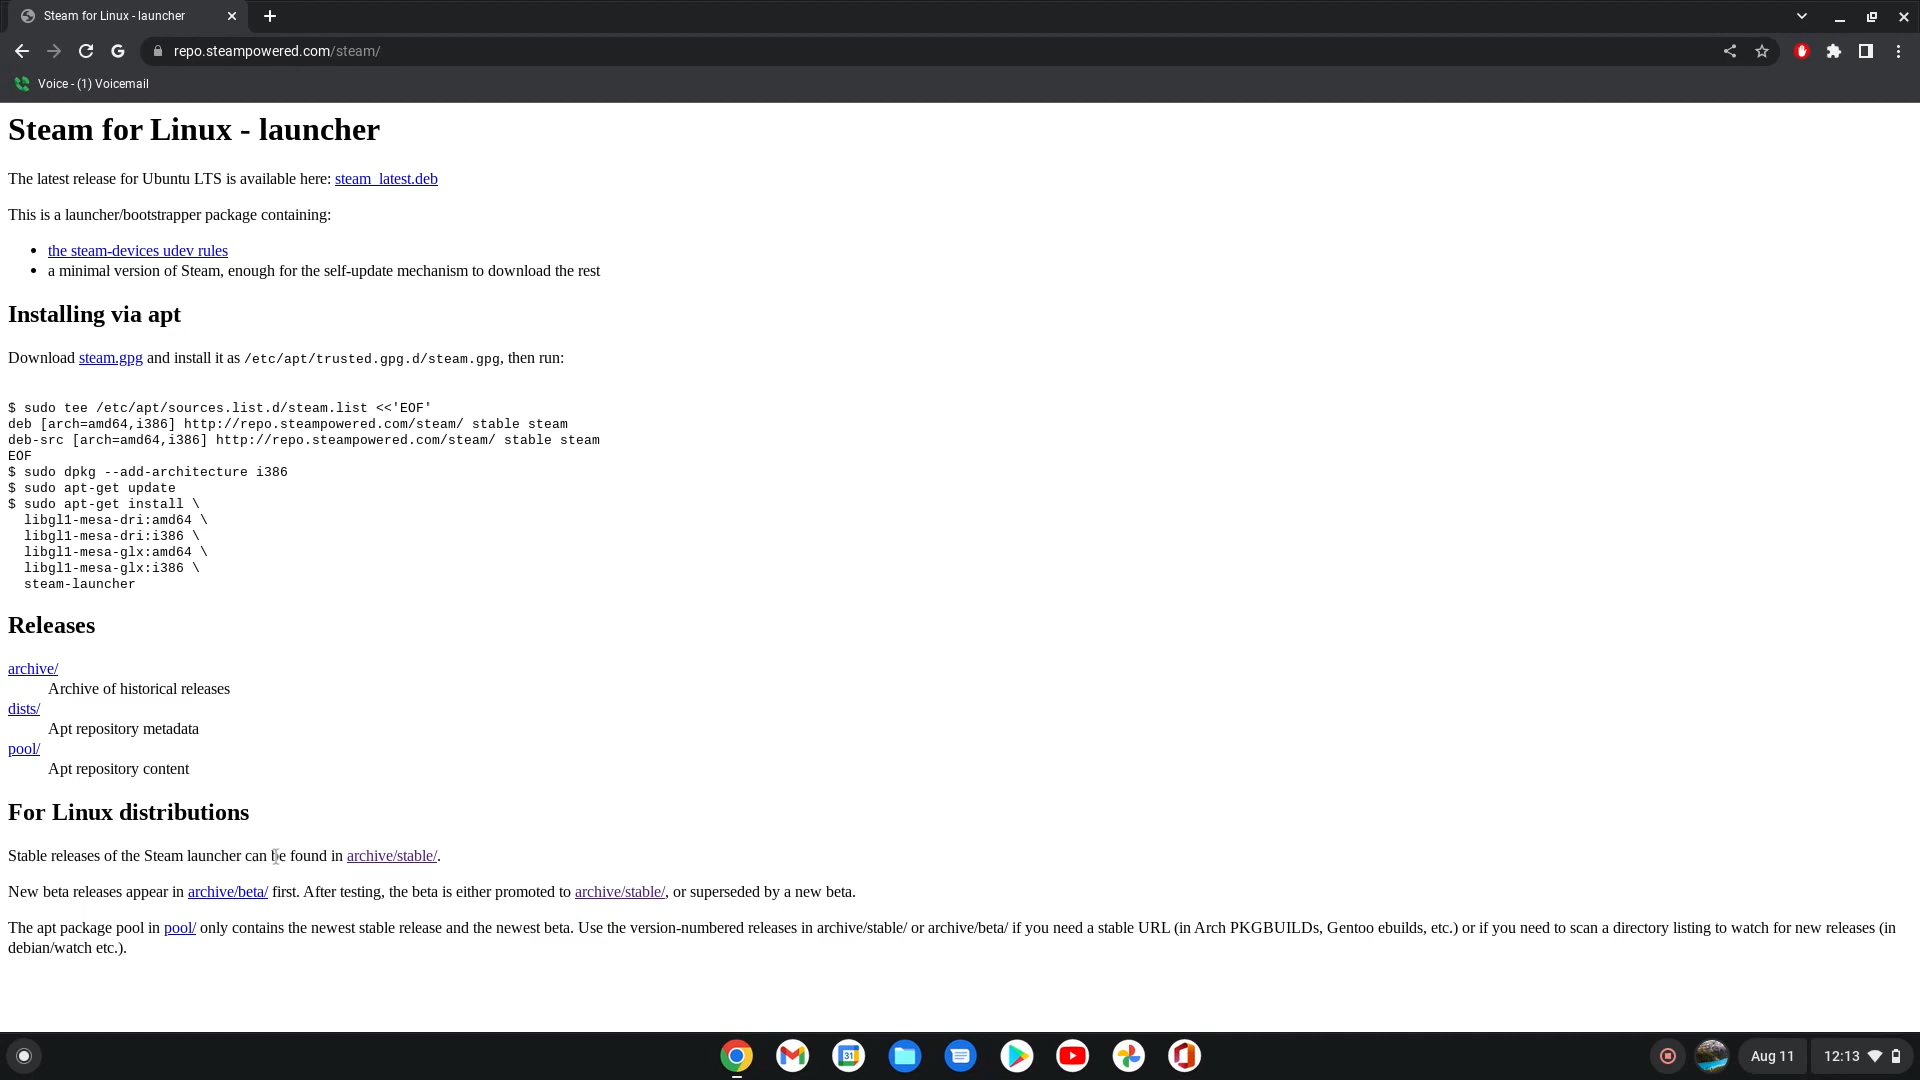 Steam for Linux - launcher
repo.steampowered.com/steam/
Voice - (1) Voicemail
Steam for Linux - launcher
The latest release for Ubuntu LTS is available here: steam_latest.deb
This is a launcher/bootstrapper package containing:
the steam-devices udev rules
a minimal version of Steam, enough for the self-update mechanism to download the rest
Installing via apt
Download steam.gpg and install it as /etc/apt/trusted.gpg.d/steam.gpg, then run:
$ sudo tee /etc/apt/sources.list.d/steam.list <<'EOF'
deb [arch=amd64,i386] http://repo.steampowered.com/steam/ stable steam
deb-src [arch=amd64,i386] http://repo.steampowered.com/steam/ stable steam
EOF
$ sudo dpkg --add-architecture i386
$ sudo apt-get update
$ sudo apt-get install \
libgl1-mesa-dri:amd64 \
libgl1-mesa-dri:i386 \
libgl1-mesa-glx:amd64 \
libgl1-mesa-glx:i386 \
steam-launcher
Releases
archive/
Archive of historical releases
dists/
Apt repository metadata
pool/
Apt repository content
For Linux distributions
Stable releases of the Steam launcher can be found in archive/stable/.
New beta releases appear in archive/beta/ first. After testing, the beta is either promoted to archive/stable/, or superseded by a new beta.
The apt package pool in pool/ only contains the newest stable release and the newest beta. Use the version-numbered releases in archive/stable/ or archive/beta/ if you need a stable URL (in Arch PKGBUILDs, Gentoo ebuilds, etc.) or if you need to scan a directory listing to watch for new releases (in
debian/watch etc.).
31
Aug 11
12:13